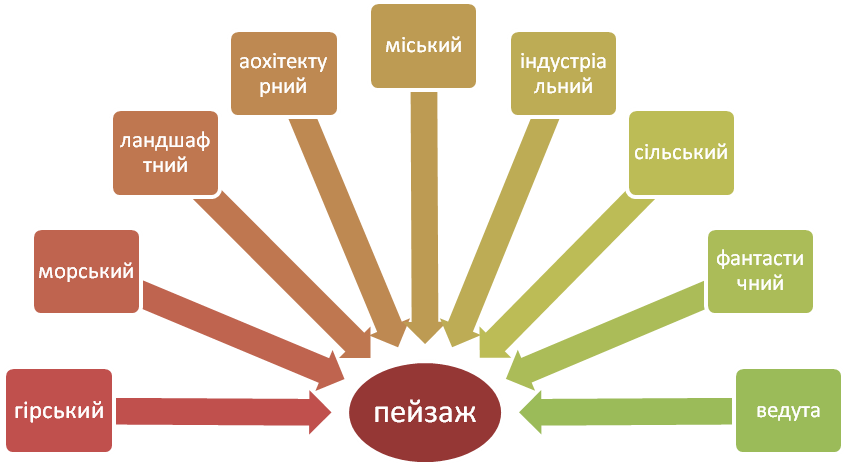 міський
аохітекту
рний
індустріа
льний
ландшаф
тний
сільський
морський
фантасти
чний
гірський
пейзаж
ведута